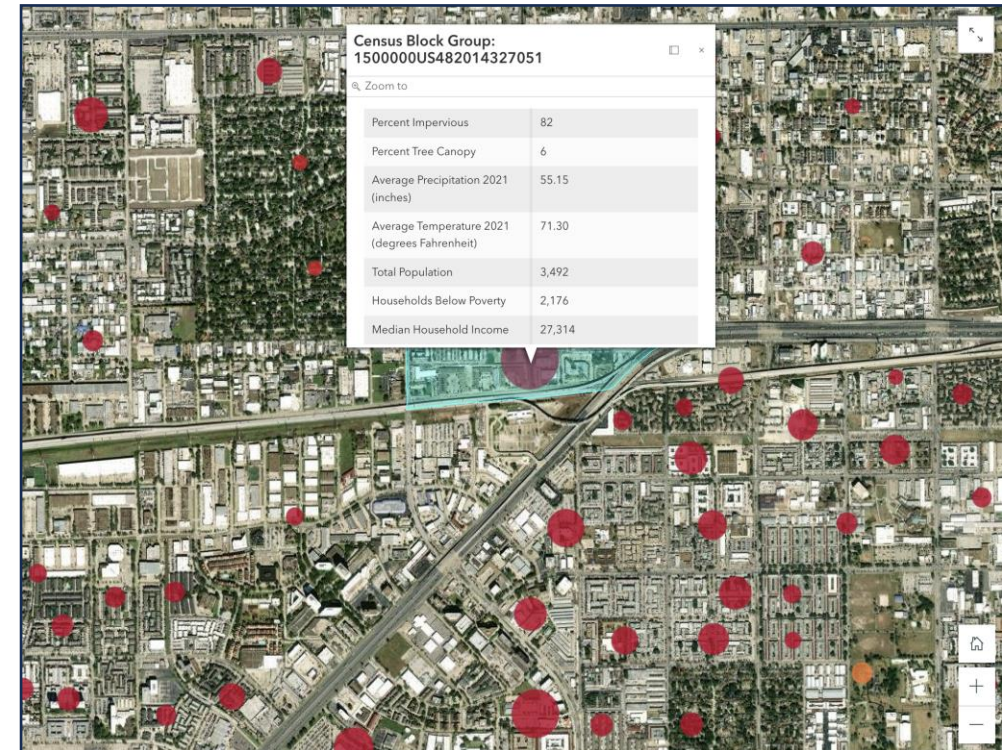 Census Block Group:
1500000US482014327051
Zoom to
Percent Impervious 82
Percent Tree Canopy 6
Average Precipitation 2021 55.15
(inches)
Average Temperature 2021 71.30
(degrees Fahrenheit)
Total Population 3,492
Households Below Poverty 2,176
Median Household Income 27,314